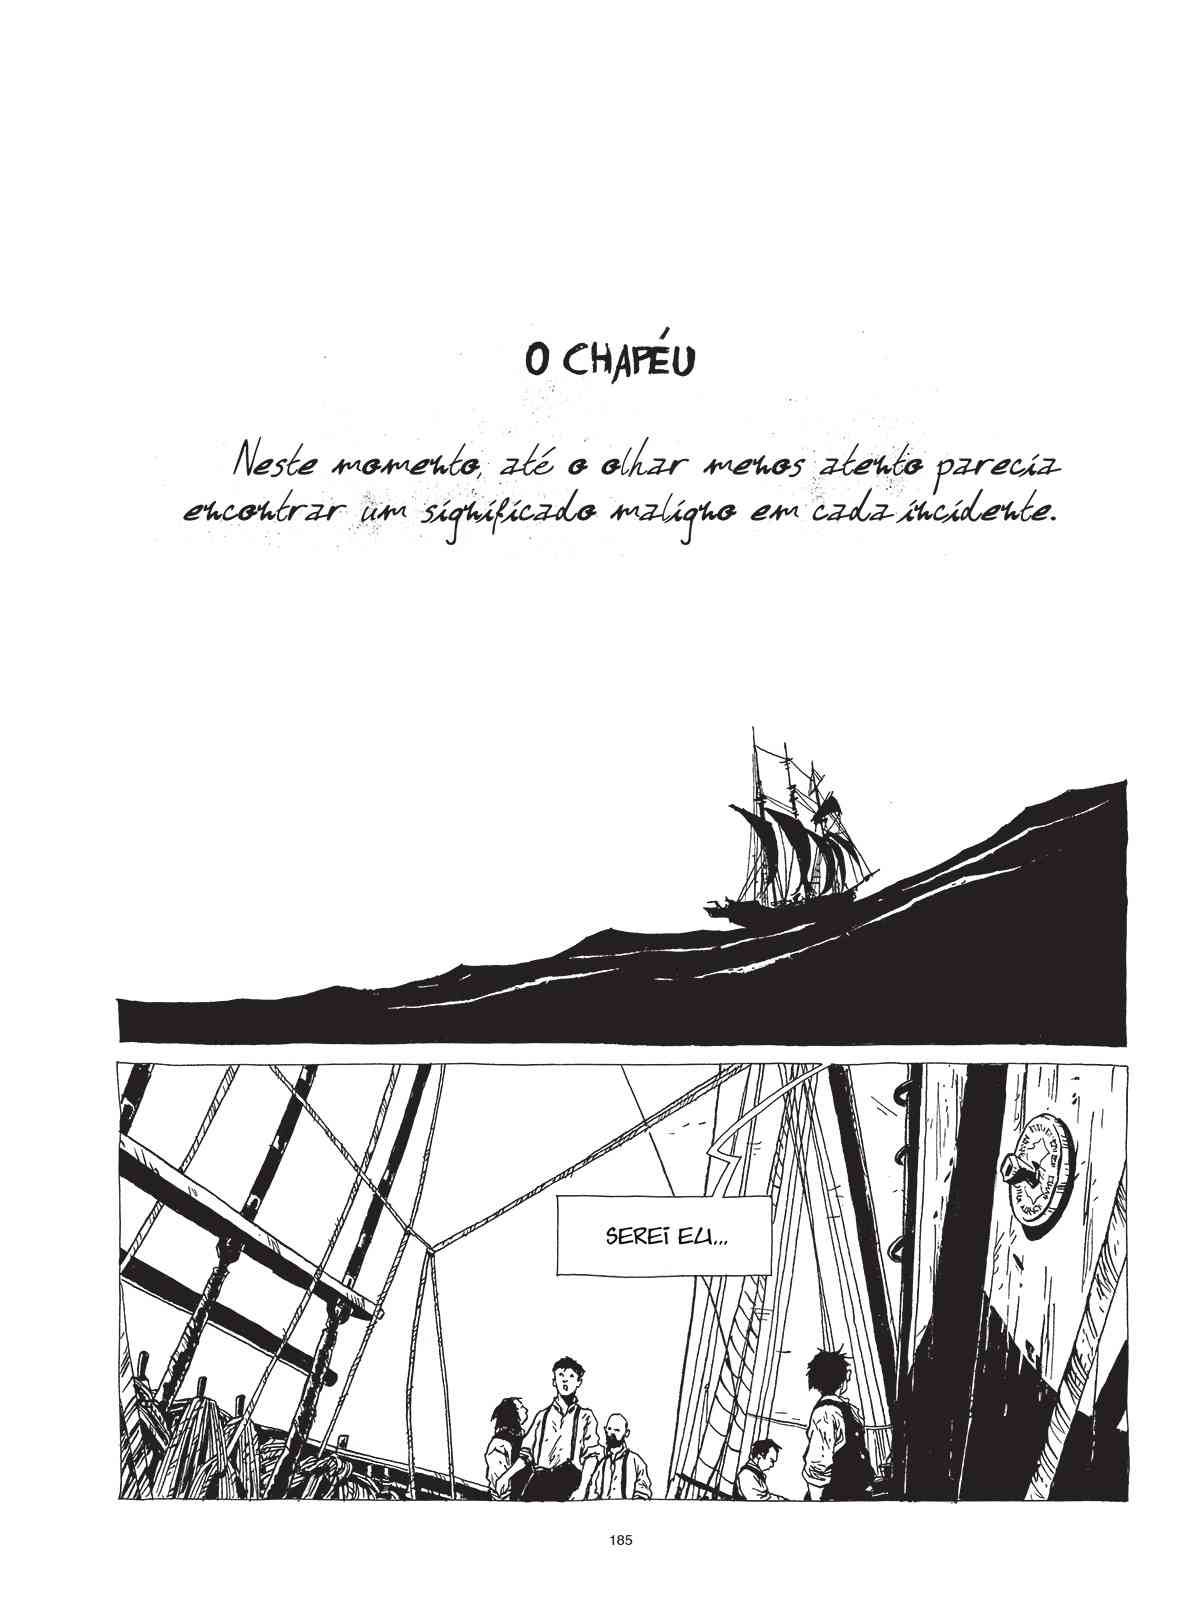 O CHAPÉU
Neste momento, até o olhar menos atento parecia
encontrar um significado maligno em cada incidente.
SEREI EU...
185